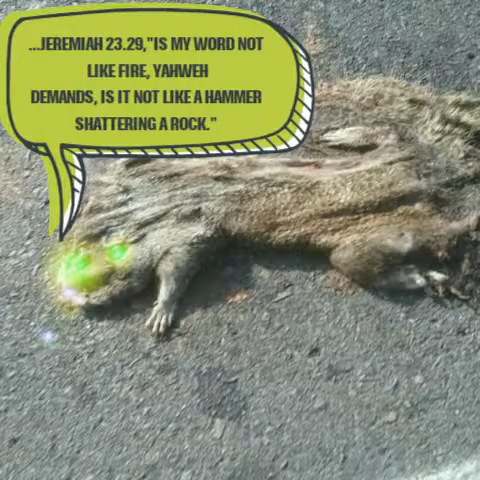 ...JEREMIAH 23.29,"IS MY WORD NOT
LIKE FIRE, YAHWEH
DEMANDS, IS IT NOT LIKE A HAMMER
SHATTERING A ROCK."